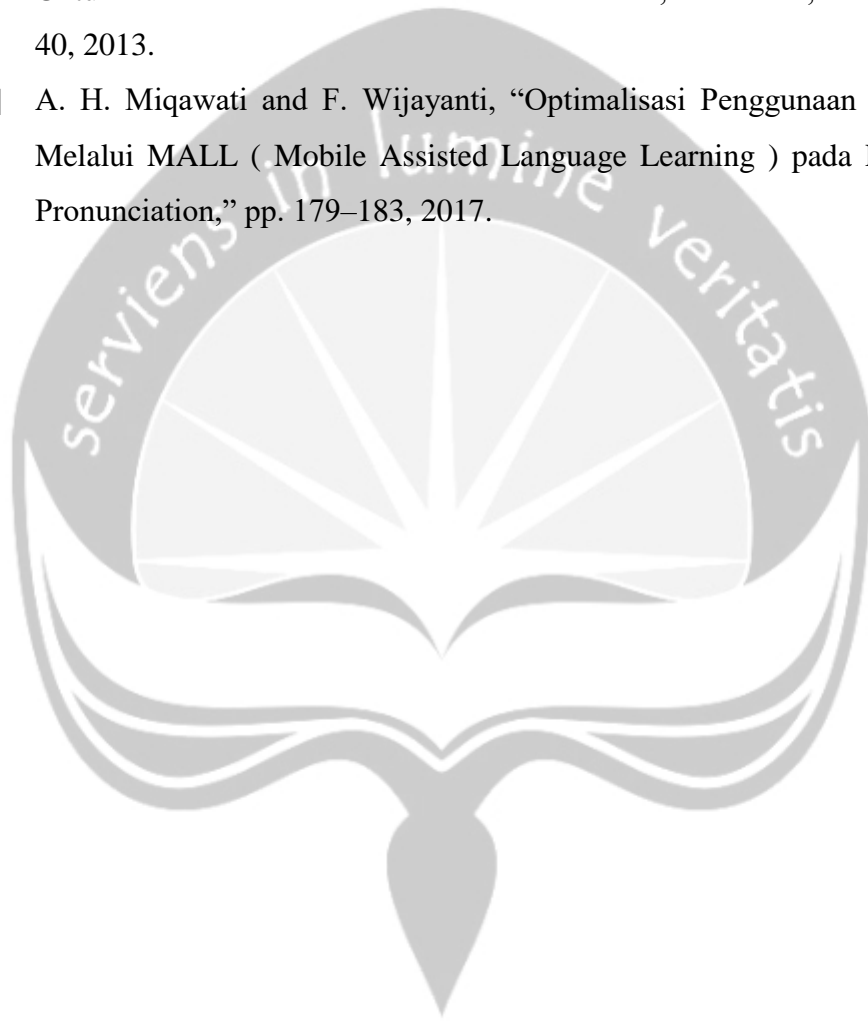 40, 2013.
A. H. Miqawati and F. Wijayanti, “Optimalisasi Penggunaan
Melalui MALL ( Mobile Assisted Language Learning ) pada
Pronunciation,” pp. 179–183, 2017.
serviens in lumine veritatis